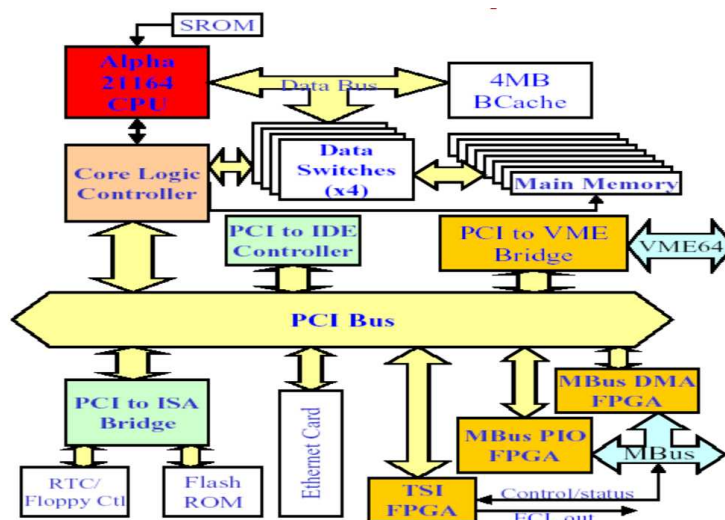 SROM
Alpha
21164
CPU
Data Bus
4MB
BCache
Core Logic
Controller
Data
Switches
(x4)
Main Memory
PCI to IDE
Controller
PCI to VME
Bridge
VME64
PCI Bus
PCI to ISA
Bridge
Ethernet Card
MBus DMA
FPGA
MBus PIO
FPGA
MBus
RTC/
Floppy Ctl
Flash
ROM
TSI
FPGA
Control/status
ECL out